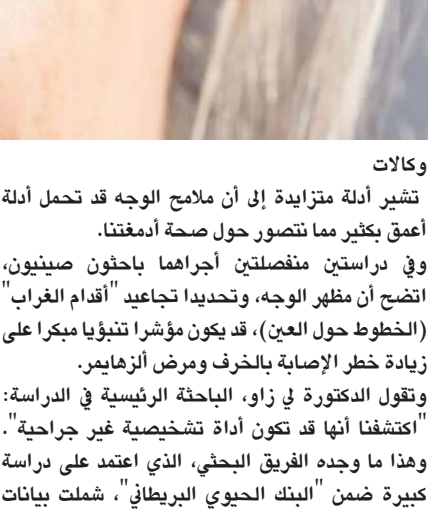 وكالات
تشير أدلة متزايدة إلى أن ملامح الوجه قد تحمل أدلة
أعمق بكثير مما نتصور حول صحة أدمغتنا.
وفي دراستين منفصلتين أجراهما باحثون صينيون،
اتضح أن مظهر الوجه، وتحديدا تجاعيد "أقدام الغراب"
(الخطوط حول العين)، قد يكون مؤشرا تنبؤيا مبكرا على
زيادة خطر الإصابة بالخرف ومرض ألزهايمر.
وتقول الدكتورة لي زاو، الباحثة الرئيسية في الدراسة:
"اكتشفنا أنها قد تكون أداة تشخيصية غير جراحية".
وهذا ما وجده الفريق البحثي، الذي اعتمد على دراسة
كبيرة ضمن "البنك الحيوي البريطاني"، شملت بيانات